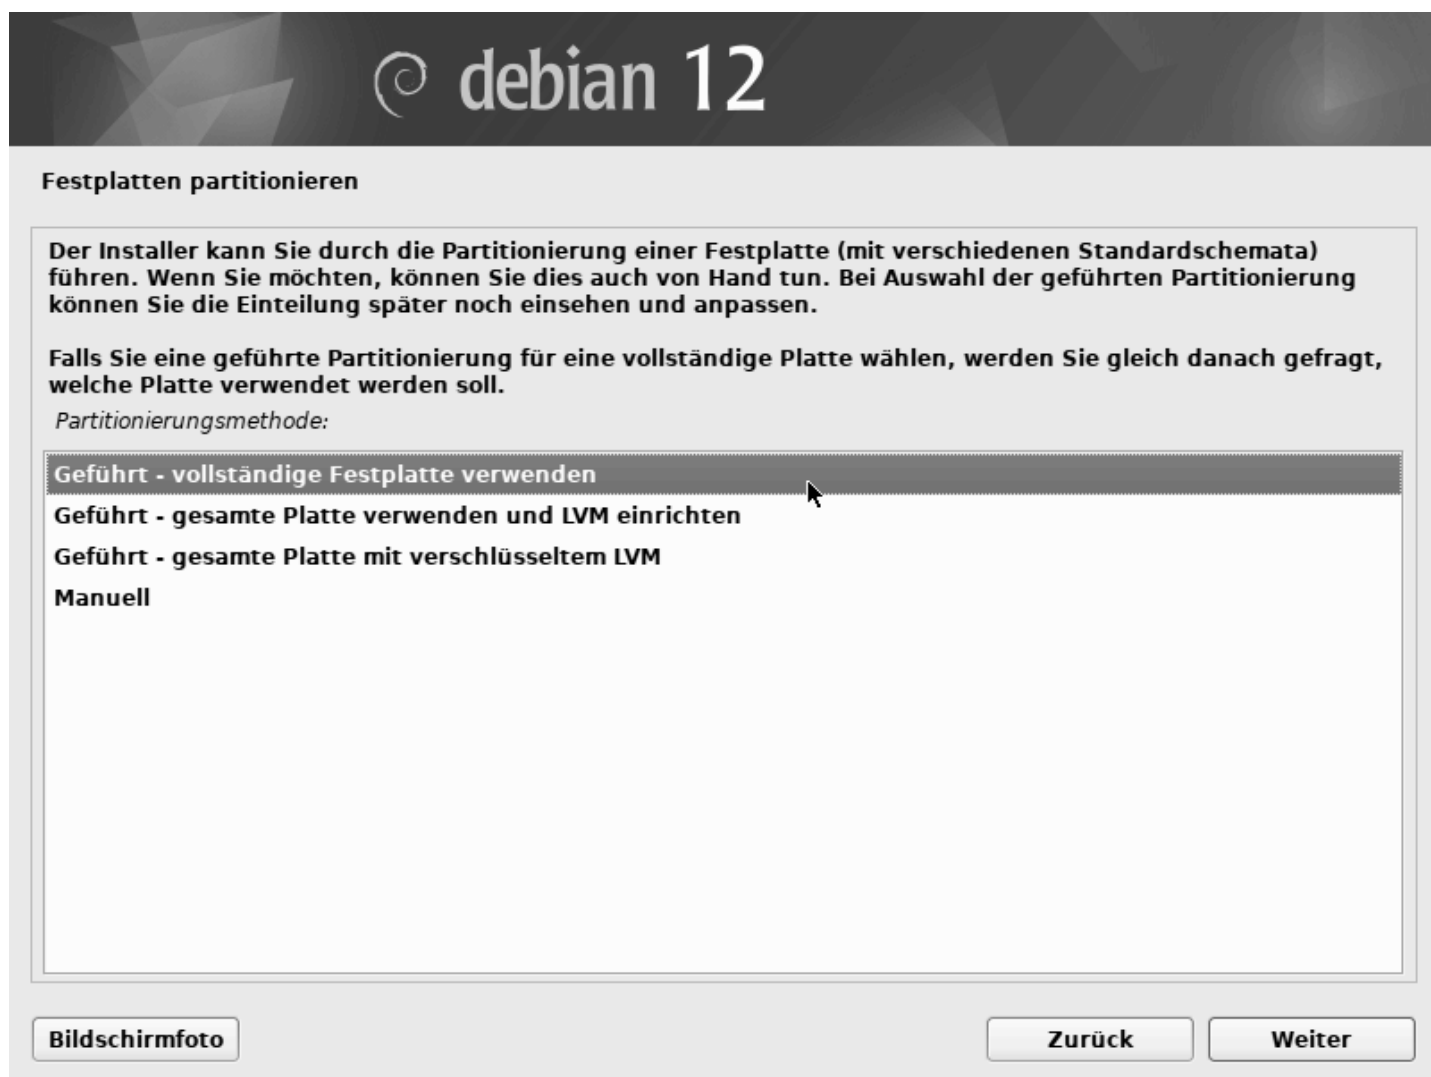 debian 12
Festplatten partitionieren
Der Installer kann Sie durch die Partitionierung einer Festplatte (mit verschiedenen Standardschemata)
führen. Wenn Sie möchten, können Sie dies auch von Hand tun. Bei Auswahl der geführten Partitionierung
können Sie die Einteilung später noch einsehen und anpassen.
Falls Sie eine geführte Partitionierung für eine vollständige Platte wählen, werden Sie gleich danach gefragt,
welche Platte verwendet werden soll.
Partitionierungsmethode:
Geführt - vollständige Festplatte verwenden
Geführt - gesamte Platte verwenden und LVM einrichten
Geführt - gesamte Platte mit verschlüsseltem LVM
Manuell
Bildschirmfoto
Zurück
Weiter